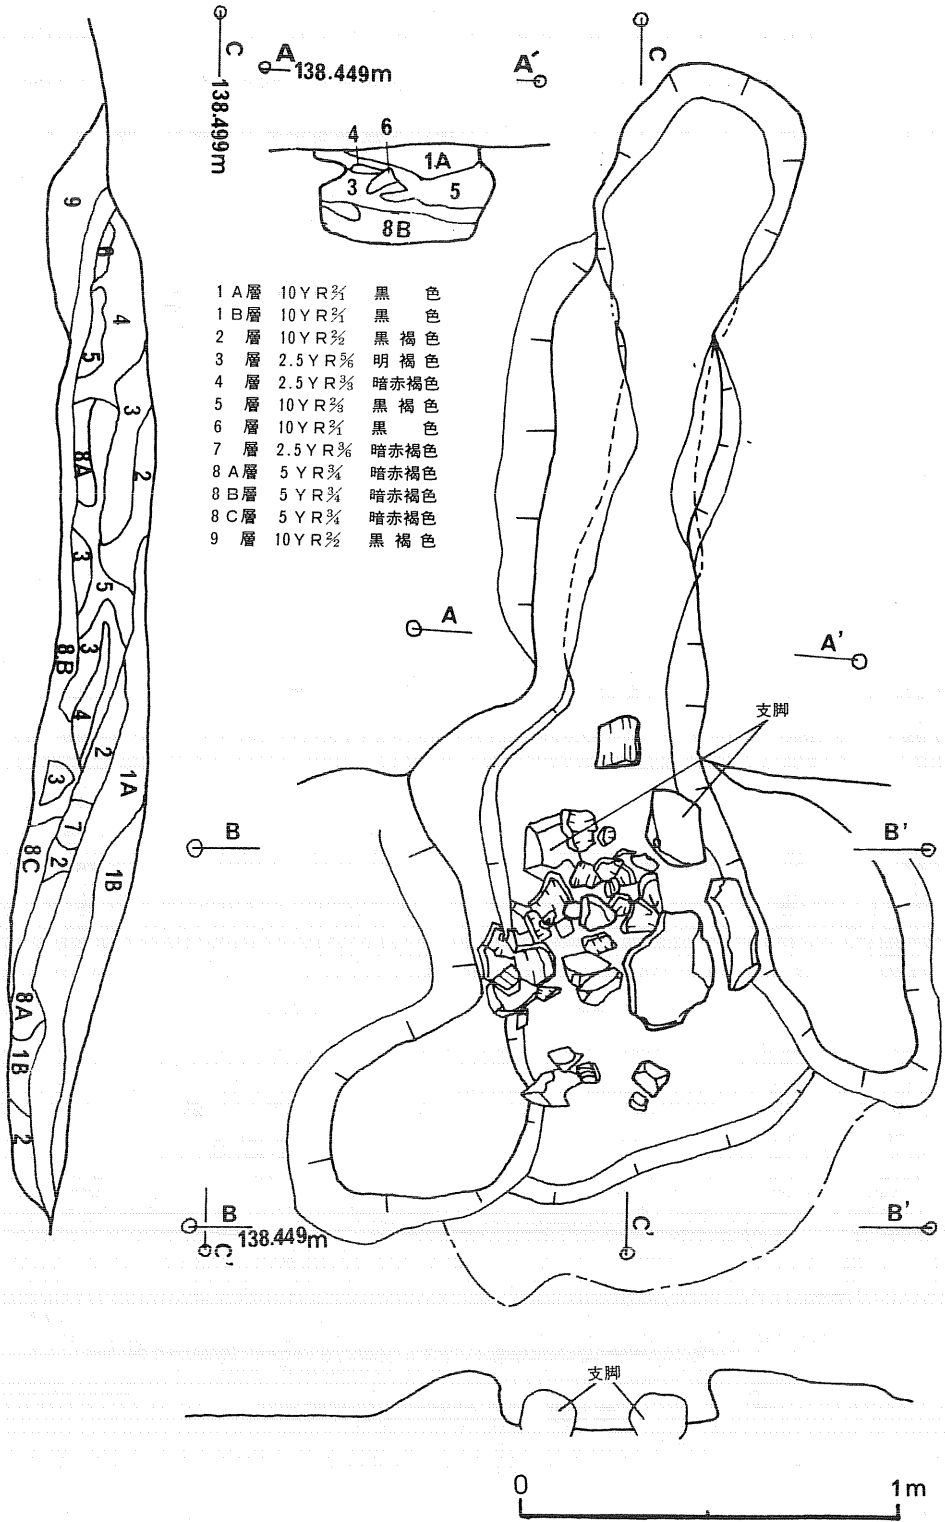 C 138.499m
A 138.449m A′
C
4 6
1A
3 5
8B
9
6
4
5
3
8A
2
3
5
3
8B
4
2
1A
3
7
8C 2
1B
8A
1B
2
1A層 10YR2/1 黒色
1B層 10YR2/1 黒色
2層 10YR2/2 黒褐色
3層 2.5YR5/6 明褐色
4層 2.5YR3/3 暗赤褐色
5層 10YR2/3 黒褐色
6層 10YR2/1 黒色
7層 2.5YR3/6 暗赤褐色
8A層 5YR3/4 暗赤褐色
8B層 5YR3/4 暗赤褐色
8C層 5YR3/4 暗赤褐色
9層 10YR2/2 黒褐色
A A'
支脚
B B'
B 138.449m B'
C' C'
支脚
0 1m